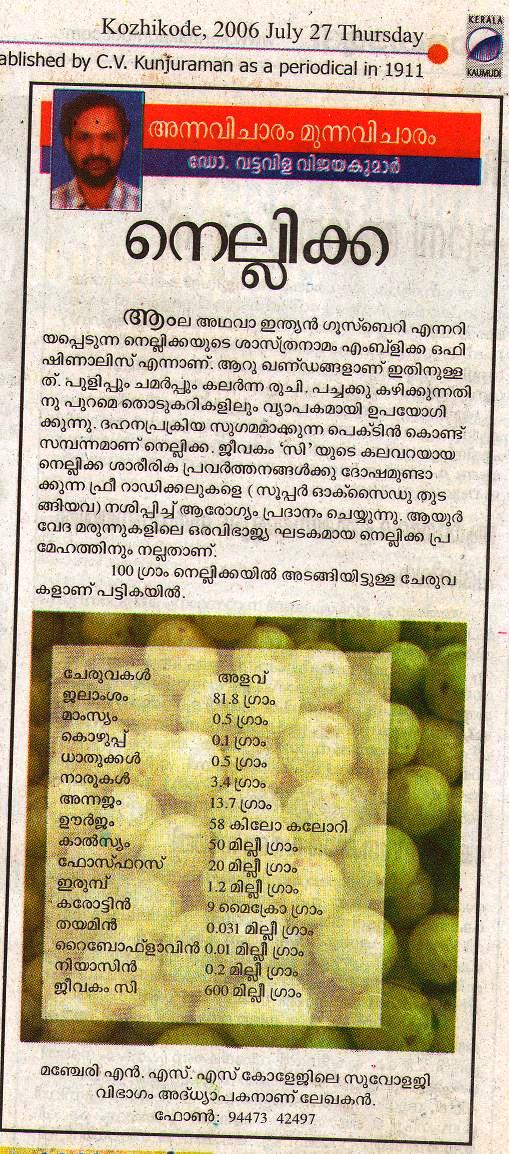 Kozhikode, 2006 July 27 Thursday
KERALA
KAUMUDI
ablished by C.V. Kunjuraman as a periodical in 1911
അന്നവിചാരം മുന്നവിചാരം
ഡോ. വട്ടവിള വിജയകുമാർ
നെല്ലിക്ക
ആംല അഥവാ ഇന്ത്യൻ ഗൂസ്ബെറി എന്നറി
യപ്പെടുന്ന നെല്ലിക്കയുടെ ശാസ്ത്രനാമം എംബ്ളിക്ക ഒഫി
ഷിണാലിസ് എന്നാണ്. ആറു ഖണ്ഡങ്ങളാണ് ഇതിനുള്ള
ത്. പുളിപ്പും ചമർപ്പും കലർന്ന രുചി. പച്ചക്കു കഴിക്കുന്നതി
നു പുറമെ തൊടുകറികളിലും വ്യാപകമായി ഉപയോഗി
ക്കുന്നു. ദഹനപ്രക്രിയ സുഗമമാക്കുന്ന പെക്ടിൻ കൊണ്ട്
സമ്പന്നമാണ് നെല്ലിക്ക. ജീവകം ‘സി’യുടെ കലവറയായ
നെല്ലിക്ക ശാരീരിക പ്രവർത്തനങ്ങൾക്കു ദോഷമുണ്ടാ
ക്കുന്ന ഫ്രീ റാഡിക്കലുകളെ (സൂപ്പർ ഓക്സൈഡു തുട
ങ്ങിയവ) നശിപ്പിച്ച് ആരോഗ്യം പ്രദാനം ചെയ്യുന്നു. ആയുർ
വേദ മരുന്നുകളിലെ ഒരവിഭാജ്യ ഘടകമായ നെല്ലിക്ക പ്ര
മേഹത്തിനും നല്ലതാണ്.
100 ഗ്രാം നെല്ലിക്കയിൽ അടങ്ങിയിട്ടുള്ള ചേരുവ
കളാണ് പട്ടികയിൽ.
ചേരുവകൾ അളവ്
ജലാംശം 81.8 ഗ്രാം
മാംസ്യം 0.5 ഗ്രാം
കൊഴുപ്പ് 0.1 ഗ്രാം
ധാതുക്കൾ 0.5 ഗ്രാം
നാരുകൾ 3.4 ഗ്രാം
അന്നജം 13.7 ഗ്രാം
ഊർജം 58 കിലോ കലോറി
കാൽസ്യം 50 മില്ലീ ഗ്രാം
ഫോസ്ഫറസ് 20 മില്ലീ ഗ്രാം
ഇരുമ്പ് 1.2 മില്ലീ ഗ്രാം
കരോട്ടിൻ 9 മൈക്രോ ഗ്രാം
തയമിൻ 0.031 മില്ലീ ഗ്രാം
റൈബോഫ്ളാവിൻ 0.01 മില്ലീ ഗ്രാം
നിയാസിൻ 0.2 മില്ലീ ഗ്രാം
ജീവകം സി 600 മില്ലീ ഗ്രാം
മഞ്ചേരി എൻ. എസ്. എസ് കോളേജിലെ സുവോളജി
വിഭാഗം അദ്ധ്യാപകനാണ് ലേഖകൻ.
ഫോൺ: 94473 42497